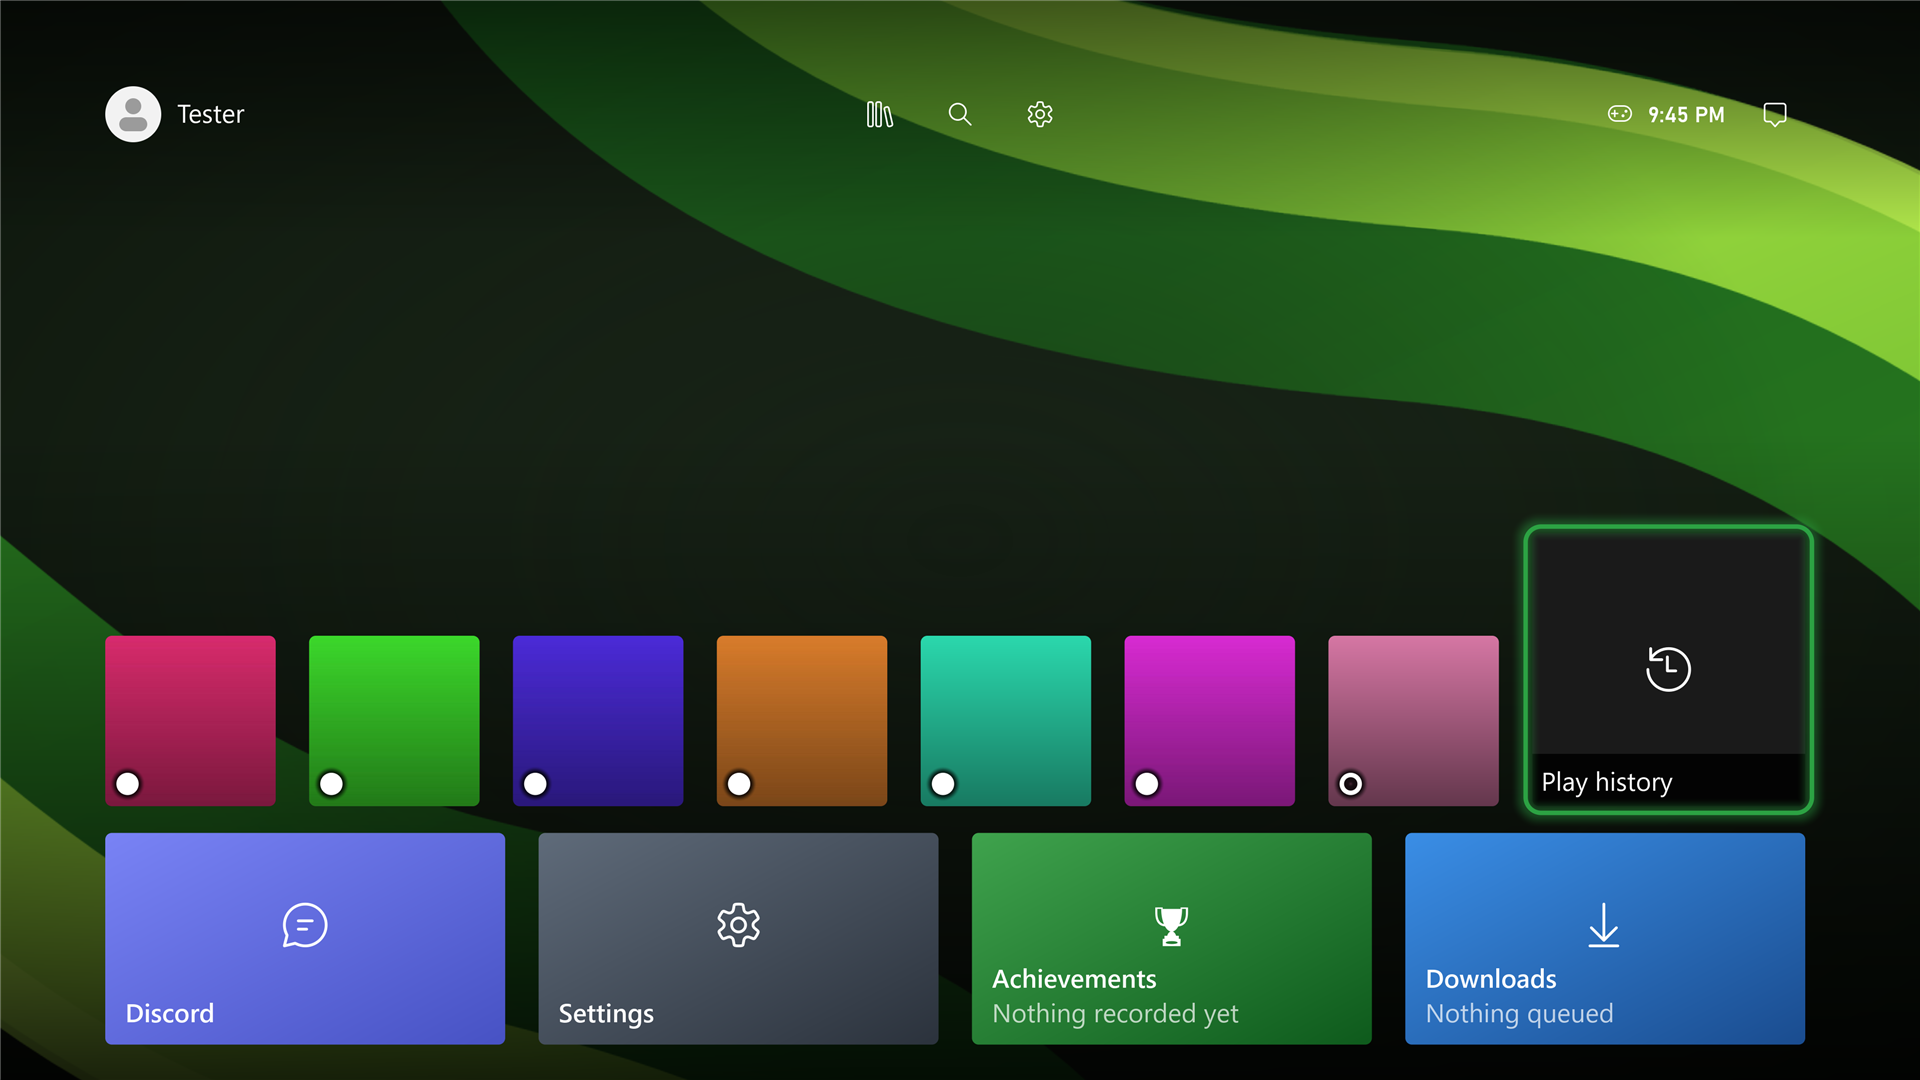 Tester
9:45 PM
Play history
Discord
Settings
Achievements
Nothing recorded yet
Downloads
Nothing queued